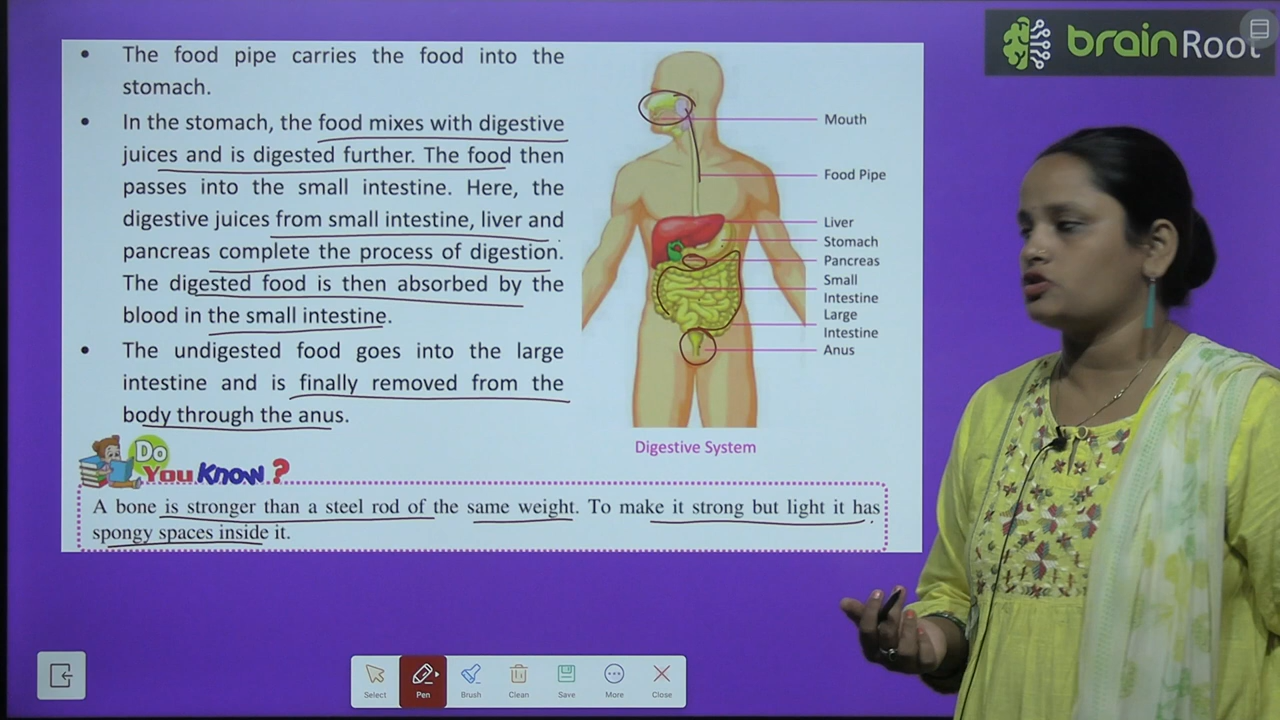 brainRoot
• The food pipe carries the food into the
stomach.
• In the stomach, the food mixes with digestive
juices and is digested further. The food then
passes into the small intestine. Here, the
digestive juices from small intestine, liver and
pancreas complete the process of digestion.
The digested food is then absorbed by the
blood in the small intestine.
• The undigested food goes into the large
intestine and is finally removed from the
body through the anus.
Mouth
Food Pipe
Liver
Stomach
Pancreas
Small
Intestine
Large
Intestine
Anus
Digestive System
Do
You Know?
A bone is stronger than a steel rod of the same weight. To make it strong but light it has
spongy spaces inside it.
Select
Pen
Brush
Clean
Save
More
Close